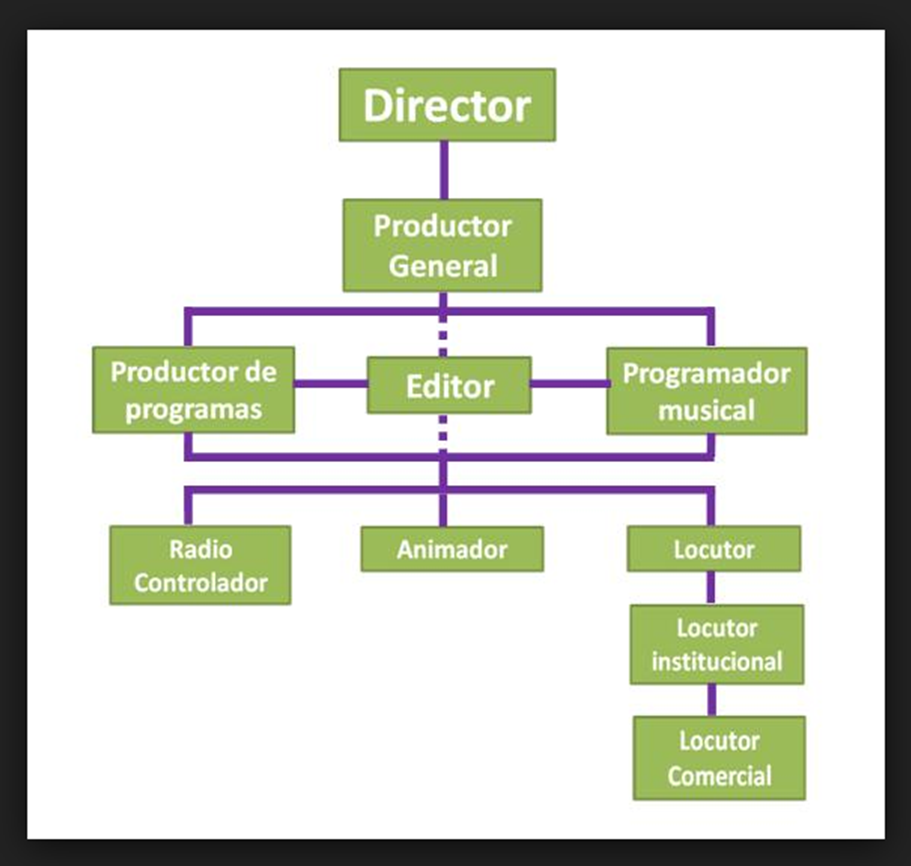 Director
Productor
General
Productor de
programas
Editor
Programador
musical
Radio
Controlador
Animador
Locutor
Locutor
institucional
Locutor
Comercial